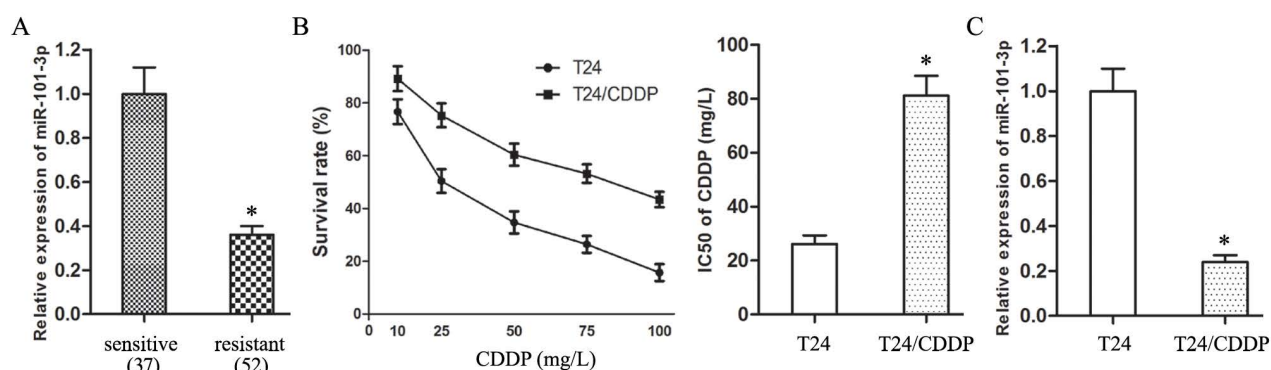 A
Relative expression of miR-101-3p
1.2
1.0
0.8
0.6
0.4
0.2
0.0
*
sensitive
(37)
resistant
(52)
B
Survival rate (%)
100
80
60
40
20
0
T24
T24/CDDP
0
10
25
50
75
100
CDDP (mg/L)
IC50 of CDDP (mg/L)
100
80
60
40
20
0
*
T24
T24/CDDP
C
Relative expression of miR-101-3p
1.2
1.0
0.8
0.6
0.4
0.2
0.0
*
T24
T24/CDDP